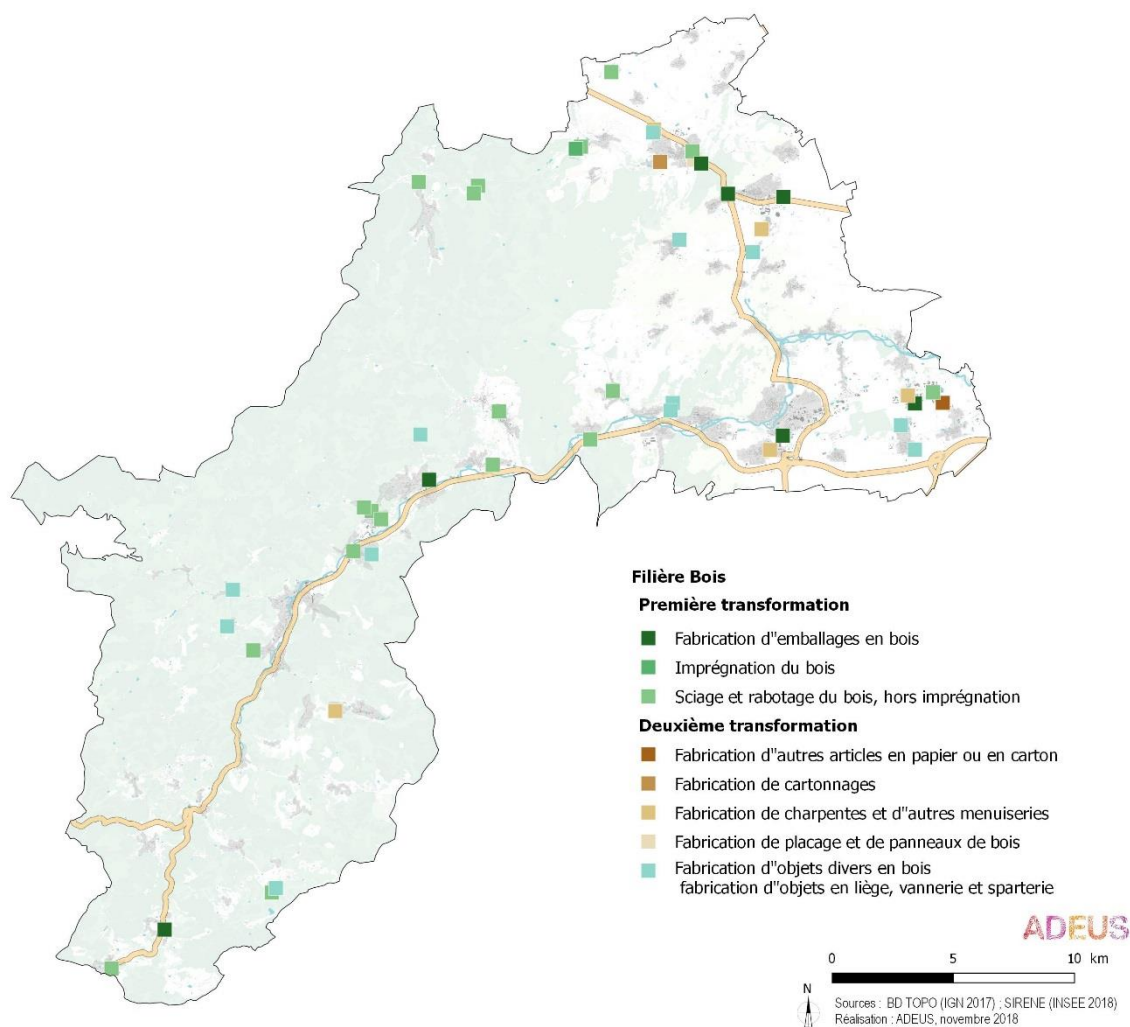 Filière Bois
Première transformation
Fabrication d"emballages en bois
Imprégnation du bois
Sciage et rabotage du bois, hors imprégnation
Deuxième transformation
Fabrication d"autres articles en papier ou en carton
Fabrication de cartonnages
Fabrication de charpentes et d"autres menuiseries
Fabrication de placage et de panneaux de bois
Fabrication d"objets divers en bois
fabrication d"objets en liège, vannerie et sparterie
ADEUS
0 5 10 km
N
Sources : BD TOPO (IGN 2017) ; SIRENE (INSEE 2018)
Réalisation : ADEUS, novembre 2018